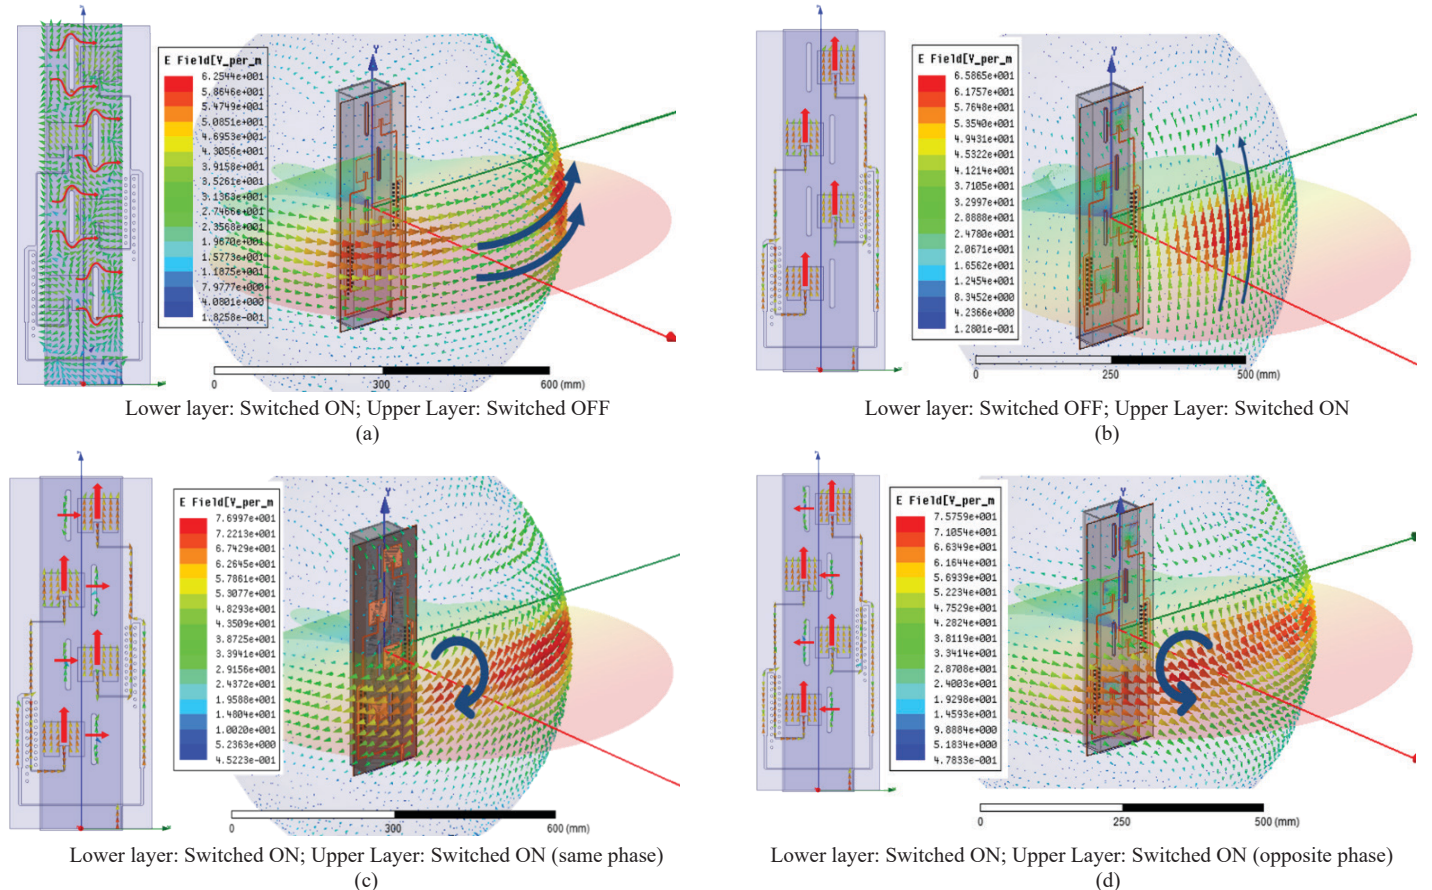 E Field[V_per_m
6.2544e+001
5.8646e+001
5.4749e+001
5.0851e+001
4.6953e+001
4.3056e+001
3.9158e+001
3.5261e+001
3.1363e+001
2.7466e+001
2.3568e+001
1.9670e+001
1.5773e+001
1.1875e+001
7.9777e+000
4.0801e+000
1.8258e-001
Y
0
300
600 (mm)
Lower layer: Switched ON; Upper Layer: Switched OFF
(a)
E Field[V_per_m
6.5865e+001
6.1757e+001
5.7648e+001
5.3540e+001
4.9431e+001
4.5322e+001
4.1214e+001
3.7105e+001
3.2997e+001
2.8888e+001
2.4780e+001
2.0671e+001
1.6562e+001
1.2454e+001
8.3452e+000
4.2366e+000
1.2801e-001
Y
0
250
500 (mm)
Lower layer: Switched OFF; Upper Layer: Switched ON
(b)
E Field[V_per_m
7.6997e+001
7.2213e+001
6.7429e+001
6.2645e+001
5.7861e+001
5.3077e+001
4.8293e+001
4.3509e+001
3.8725e+001
3.3941e+001
2.9156e+001
2.4372e+001
1.9588e+001
1.4804e+001
1.0020e+001
5.2363e+000
4.5223e-001
Y
0
300
600 (mm)
Lower layer: Switched ON; Upper Layer: Switched ON (same phase)
(c)
E Field[V_per_m
7.5759e+001
7.1054e+001
6.6349e+001
6.1644e+001
5.6939e+001
5.2234e+001
4.7529e+001
4.2824e+001
3.8119e+001
3.3414e+001
2.8708e+001
2.4003e+001
1.9298e+001
1.4593e+001
9.8884e+000
5.1834e+000
4.7833e-001
Y
0
250
500 (mm)
Lower layer: Switched ON; Upper Layer: Switched ON (opposite phase)
(d)